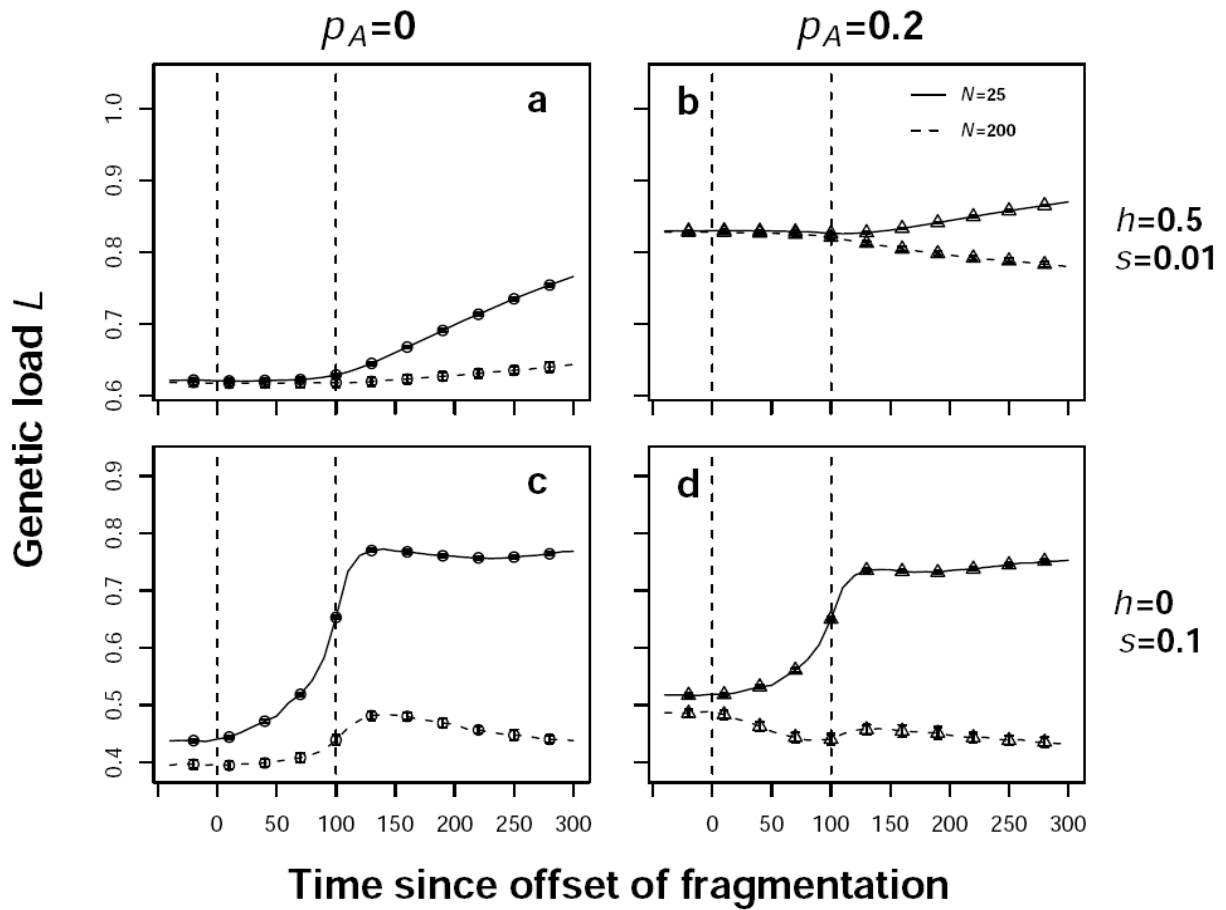 pA=0
pA=0.2
a
b
N=25
N=200
1.0
0.9
0.8
0.7
0.6
h=0.5
s=0.01
Genetic load L
c
d
0.9
0.8
0.7
0.6
0.5
0.4
h=0
s=0.1
0 50 100 150 200 250 300
0 50 100 150 200 250 300
Time since offset of fragmentation